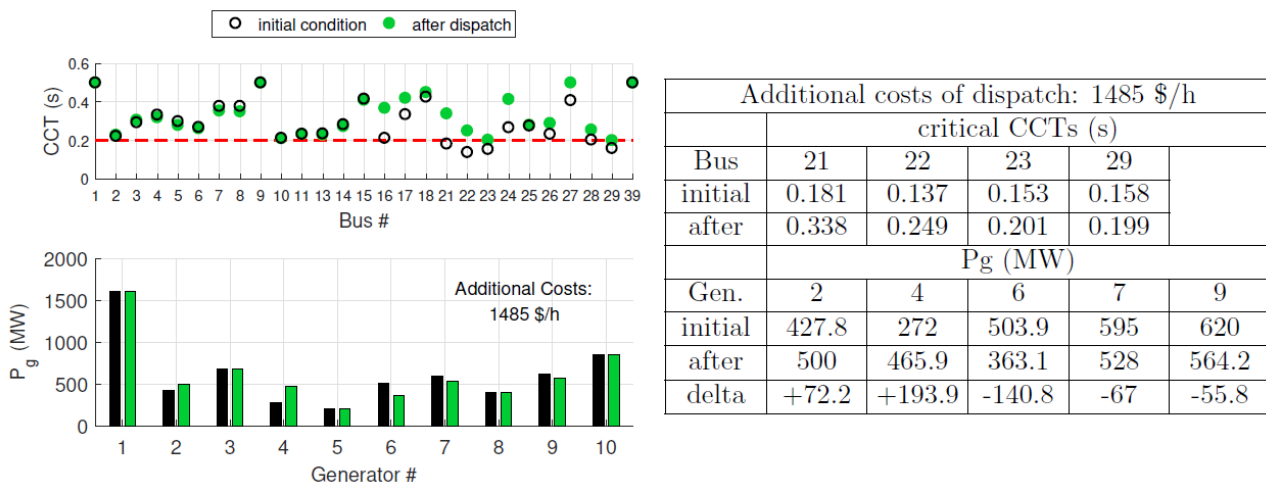 initial condition after dispatch
0.6
0.4
0.2
0
CCT (s)
1 2 3 4 5 6 7 8 9 10 11 13 14 15 16 17 18 21 22 23 24 25 26 27 28 29 39
Bus #
2000
1500
1000
500
0
Pg (MW)
Additional Costs:
1485 $/h
1 2 3 4 5 6 7 8 9 10
Generator #
Additional costs of dispatch: 1485 $/h
critical CCTs (s)
Bus 21 22 23 29
initial 0.181 0.137 0.153 0.158
after 0.338 0.249 0.201 0.199
Pg (MW)
Gen. 2 4 6 7 9
initial 427.8 272 503.9 595 620
after 500 465.9 363.1 528 564.2
delta +72.2 +193.9 -140.8 -67 -55.8